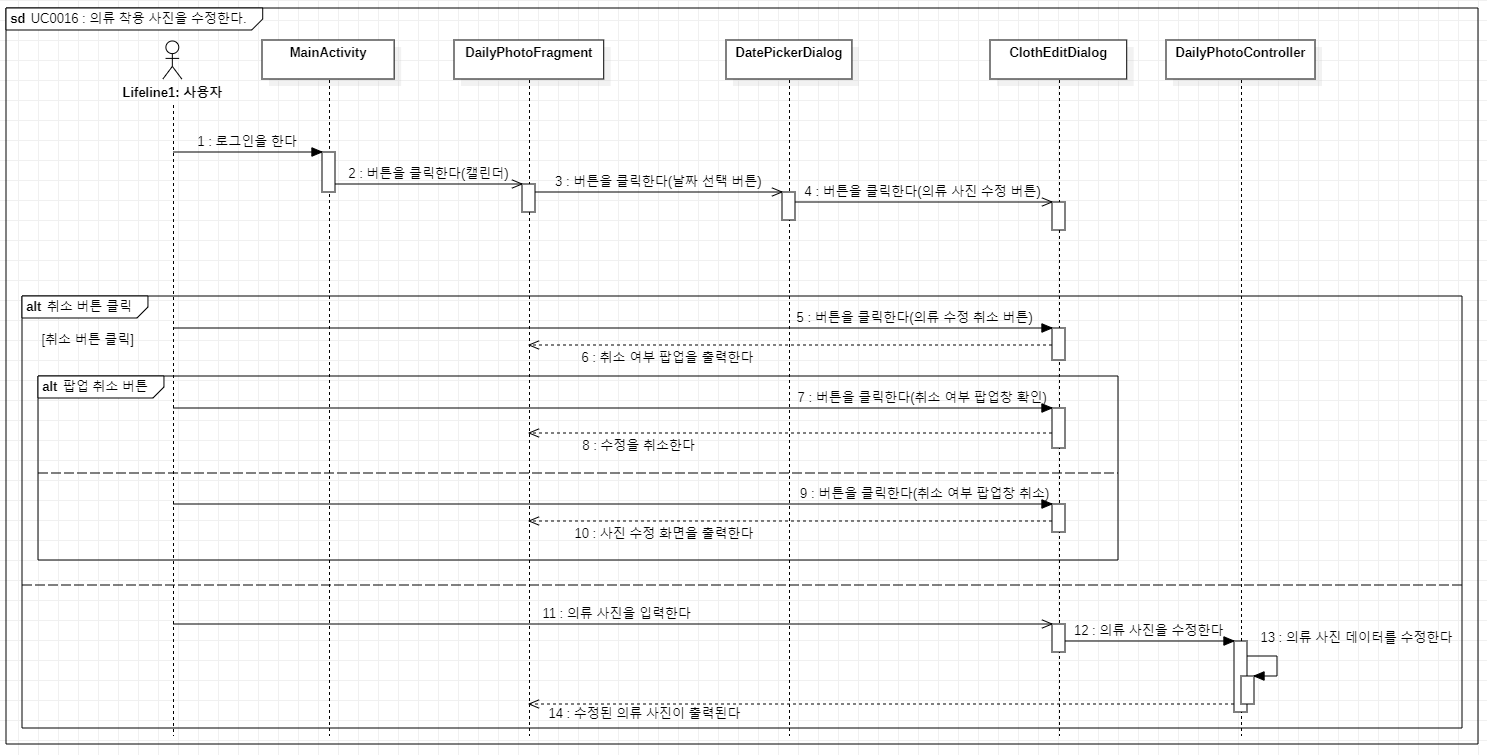 sd UC0016 : 의류 착용 사진을 수정한다.
MainActivity
DailyPhotoFragment
DatePickerDialog
ClothEditDialog
DailyPhotoController
Lifeline1: 사용자
1 : 로그인을 한다
2 : 버튼을 클릭한다(캘린더)
3 : 버튼을 클릭한다(날짜 선택 버튼)
4 : 버튼을 클릭한다(의류 사진 수정 버튼)
alt 취소 버튼 클릭
5 : 버튼을 클릭한다(의류 수정 취소 버튼)
[취소 버튼 클릭]
6 : 취소 여부 팝업을 출력한다
alt 팝업 취소 버튼
7 : 버튼을 클릭한다(취소 여부 팝업창 확인)
8 : 수정을 취소한다
9 : 버튼을 클릭한다(취소 여부 팝업창 취소)
10 : 사진 수정 화면을 출력한다
11 : 의류 사진을 입력한다
12 : 의류 사진을 수정한다
13 : 의류 사진 데이터를 수정한다
14 : 수정된 의류 사진이 출력된다